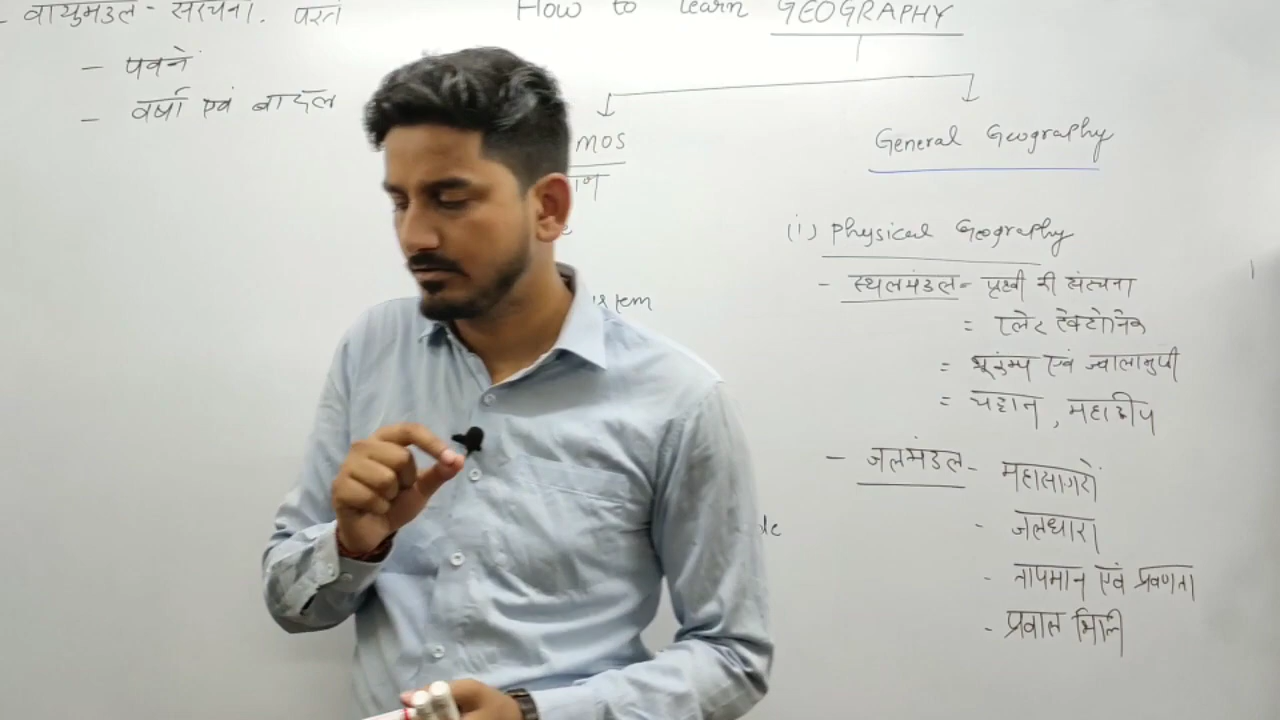 - वायुमंडल - संरचना. परतें
- पवनें
- वर्षा एवं बादल
How to learn GEOGRAPHY
MOS
General Geography
(i) Physical Geography
- स्थलमंडल = पृथ्वी की संरचना
= प्लेट टेक्टोनिक
= भूकंम्प एवं ज्वालामुखी
= चट्टान, महाद्वीप
- जलमंडल - महासागरों
- जलधारा
- तापमान एवं प्रवणता
- प्रवाल भित्ति